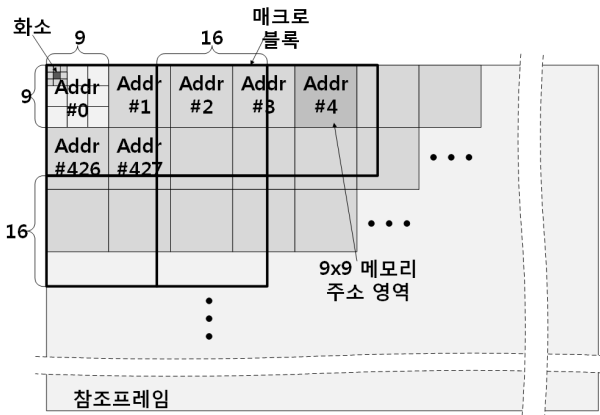 화소
매크로
블록
9
16
9
Addr
#0
Addr
#1
Addr
#2
Addr
#3
Addr
#4
Addr
#426
Addr
#427
16
9x9 메모리
주소 영역
참조프레임